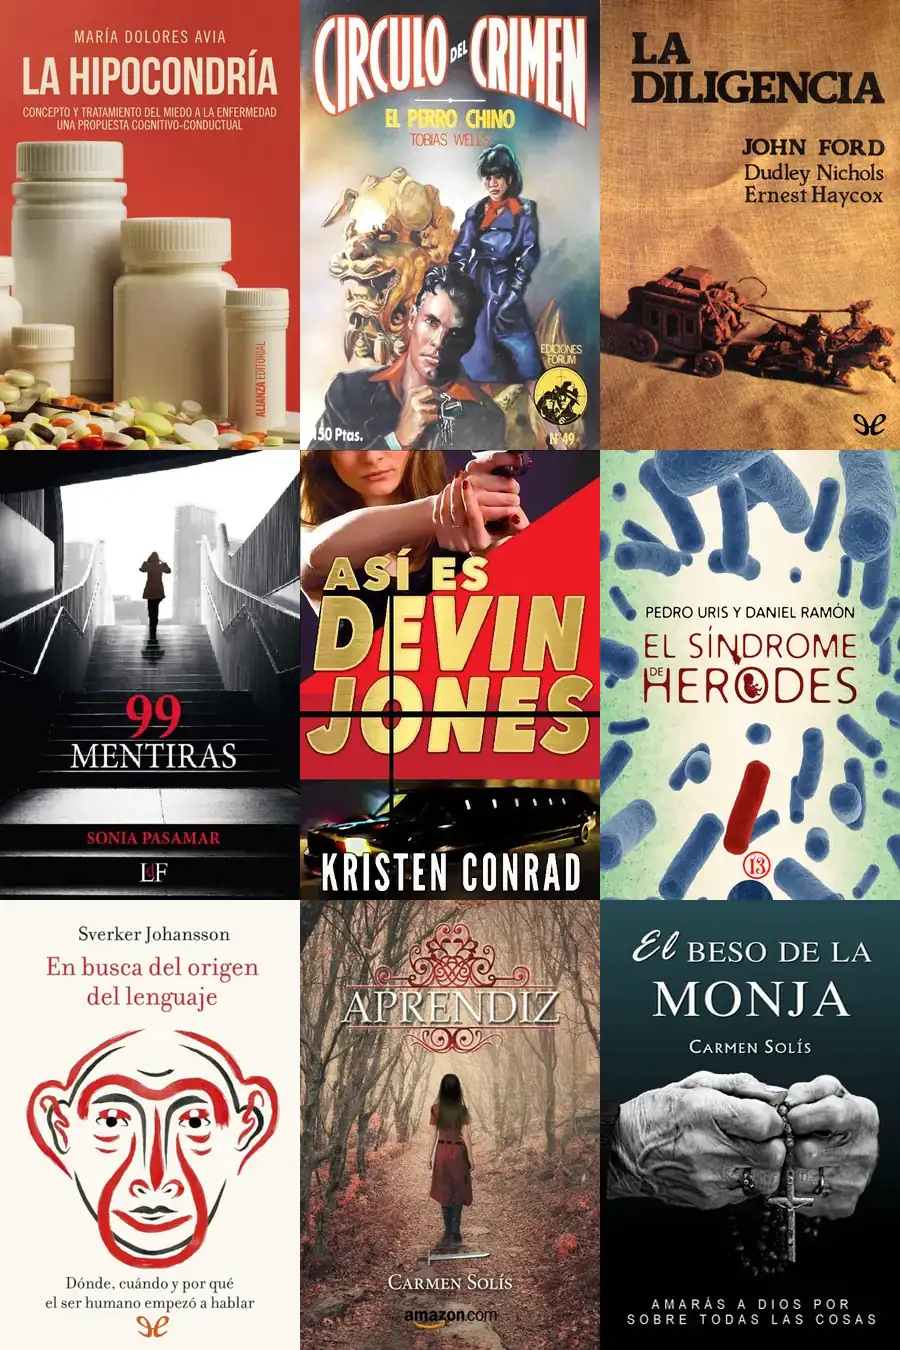 MARÍA DOLORES AVIA
LA HIPOCONDRÍA
CONCEPTO Y TRATAMIENTO DEL MIEDO A LA ENFERMEDAD
UNA PROPUESTA COGNITIVO-CONDUCTUAL
ALIANZA EDITORIAL
CIRCULO DEL CRIMEN
EL PERRO CHINO
TOBIAS WELLS
EDICIONES
FORUM
150 Ptas.
Nº 49
LA
DILIGENCIA
JOHN FORD
Dudley Nichols
Ernest Haycox
99
MENTIRAS
SONIA PASAMAR
LdF
ASÍ ES
DEVIN
JONES
KRISTEN CONRAD
PEDRO URIS Y DANIEL RAMÓN
EL SÍNDROME
DE HERODES
13
Sverker Johansson
En busca del origen
del lenguaje
Dónde, cuándo y por qué
el ser humano empezó a hablar
APRENDIZ
CARMEN SOLÍS
amazon.com
El BESO DE LA
MONJA
CARMEN SOLÍS
AMARÁS A DIOS POR
SOBRE TODAS LAS COSAS